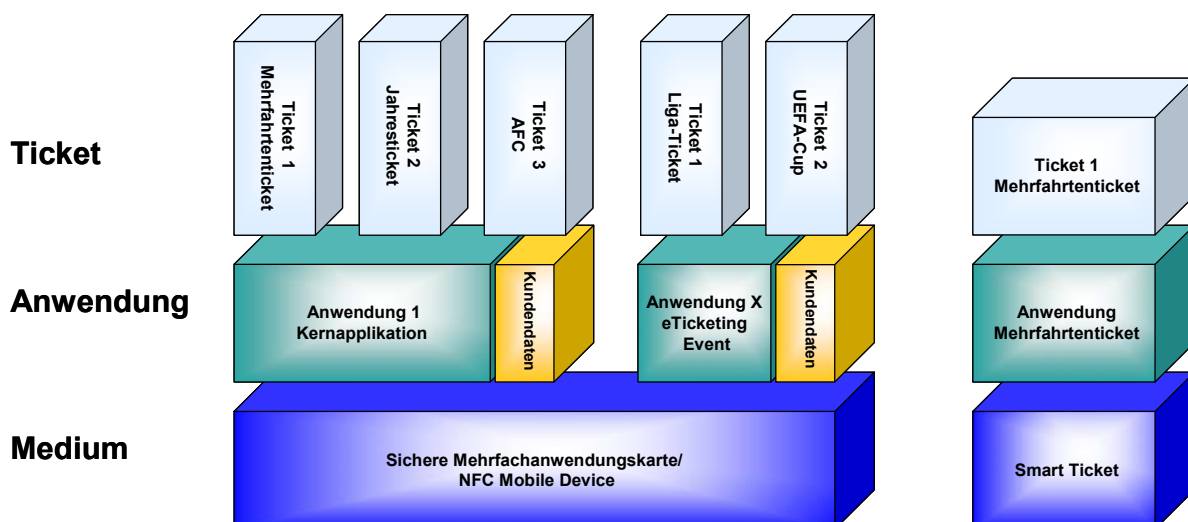 Ticket
Ticket 1
Mehrfahrtenticket
Ticket 2
Jahresticket
Ticket 3
AFC
Ticket 1
Liga-Ticket
Ticket 2
UEFA-Cup
Ticket 1
Mehrfahrtenticket
Anwendung
Anwendung 1
Kernapplikation
Kundendaten
Anwendung X
eTicketing
Event
Kundendaten
Anwendung
Mehrfahrtenticket
Medium
Sichere Mehrfachanwendungskarte/
NFC Mobile Device
Smart Ticket